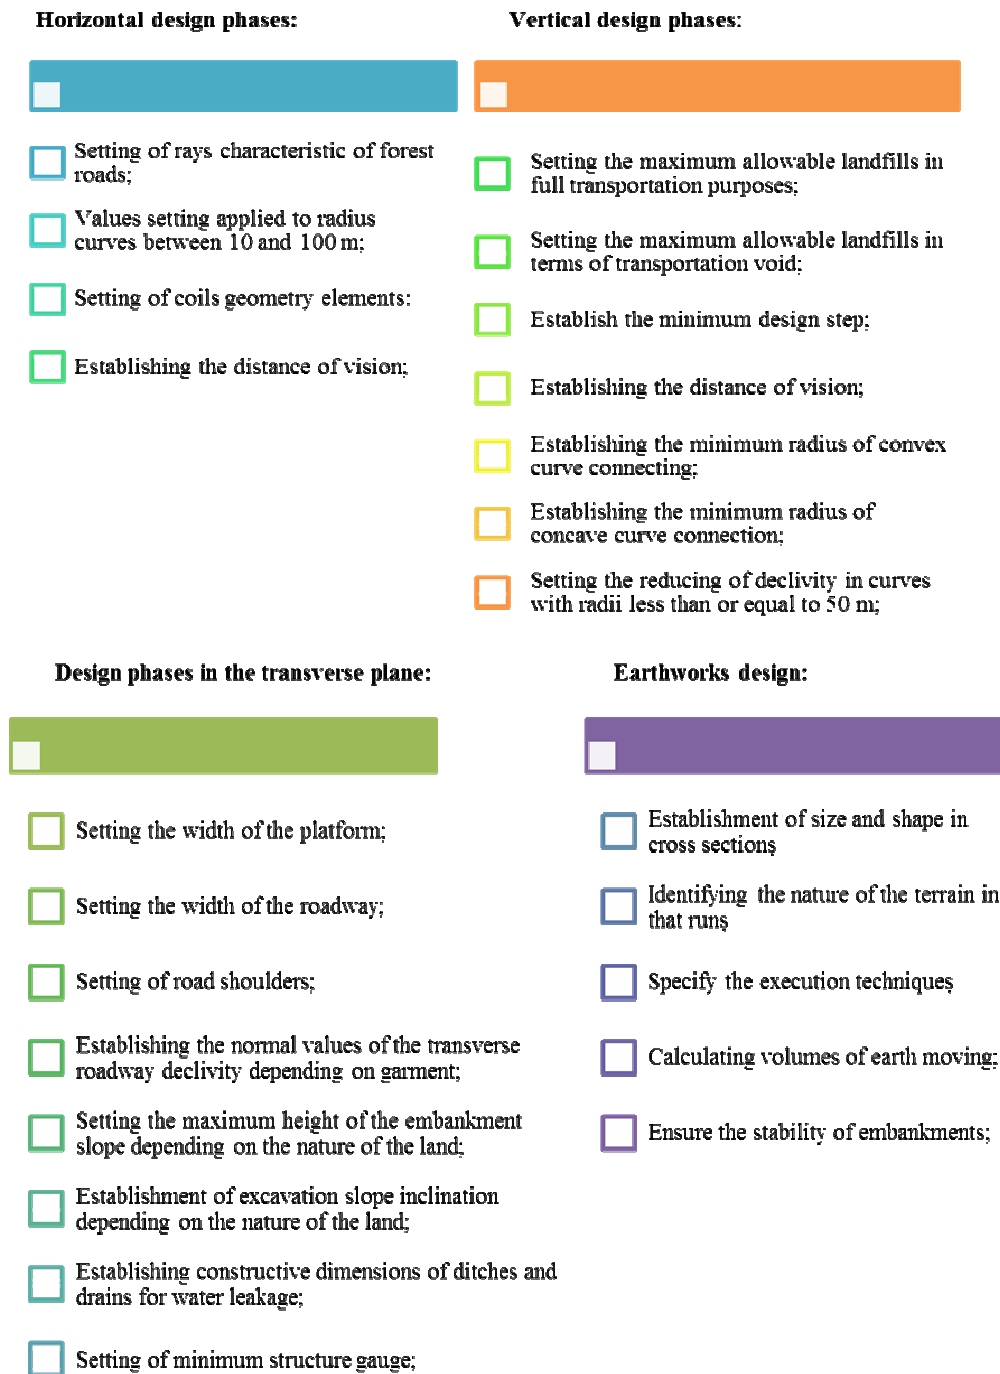 Horizontal design phases:
Setting of rays characteristic of forest
roads;
Values setting applied to radius
curves between 10 and 100 m;
Setting of coils geometry elements:
Establishing the distance of vision;
Vertical design phases:
Setting the maximum allowable landfills in
full transportation purposes;
Setting the maximum allowable landfills in
terms of transportation void;
Establish the minimum design step;
Establishing the distance of vision;
Establishing the minimum radius of convex
curve connecting;
Establishing the minimum radius of
concave curve connection;
Setting the reducing of declivity in curves
with radii less than or equal to 50 m;
Design phases in the transverse plane:
Setting the width of the platform;
Setting the width of the roadway;
Setting of road shoulders;
Establishing the normal values of the transverse
roadway declivity depending on garment;
Setting the maximum height of the embankment
slope depending on the nature of the land;
Establishment of excavation slope inclination
depending on the nature of the land;
Establishing constructive dimensions of ditches and
drains for water leakage;
Setting of minimum structure gauge;
Earthworks design:
Establishment of size and shape in
cross sections
Identifying the nature of the terrain in
that runs
Specify the execution techniques
Calculating volumes of earth moving;
Ensure the stability of embankments;